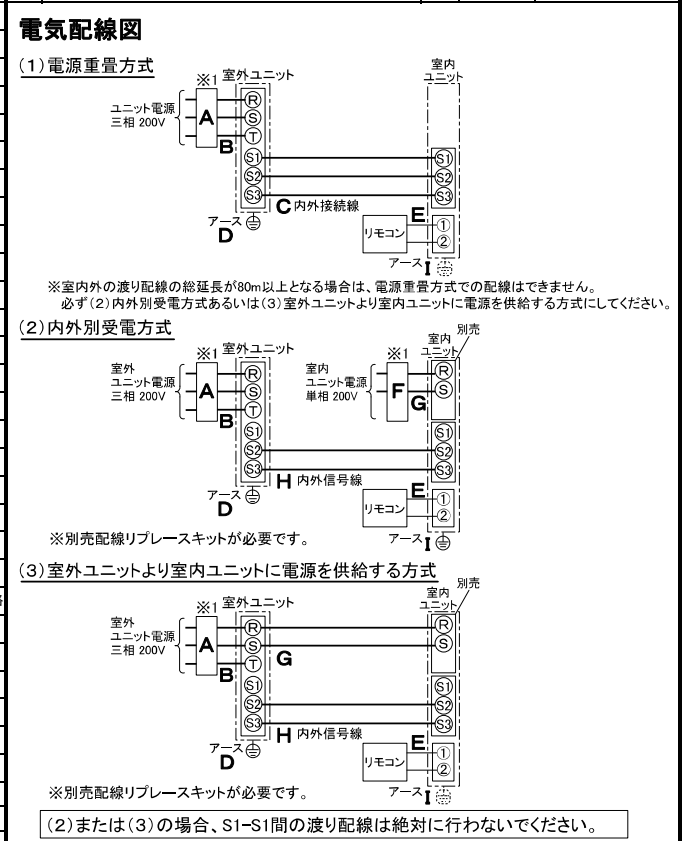 電気配線図
(1)電源重畳方式
※1 室外ユニット
室内
ユニット
ユニット電源
三相 200V
A
B
R
S
T
S1
S2
S3
S1
S2
S3
C 内外接続線
アース
D
リモコン
E
①
②
アース I
※室内外の渡り配線の総延長が80m以上となる場合は、電源重畳方式での配線はできません。
必ず(2)内外別受電方式あるいは(3)室外ユニットより室内ユニットに電源を供給する方式にしてください。
(2)内外別受電方式
※1 室外ユニット
室外
ユニット電源
三相 200V
A
B
R
S
T
S1
S2
S3
※1
室内
ユニット
別売
室内
ユニット電源
単相 200V
F
G
R
S
S1
S2
S3
H 内外信号線
アース
D
リモコン
E
①
②
アース I
※別売配線リプレースキットが必要です。
(3)室外ユニットより室内ユニットに電源を供給する方式
※1 室外ユニット
室内
ユニット
別売
室外
ユニット電源
三相 200V
A
B
R
S
T
S1
S2
S3
G
R
S
S1
S2
S3
H 内外信号線
アース
D
リモコン
E
①
②
アース I
※別売配線リプレースキットが必要です。
(2)または(3)の場合、S1-S1間の渡り配線は絶対に行わないでください。